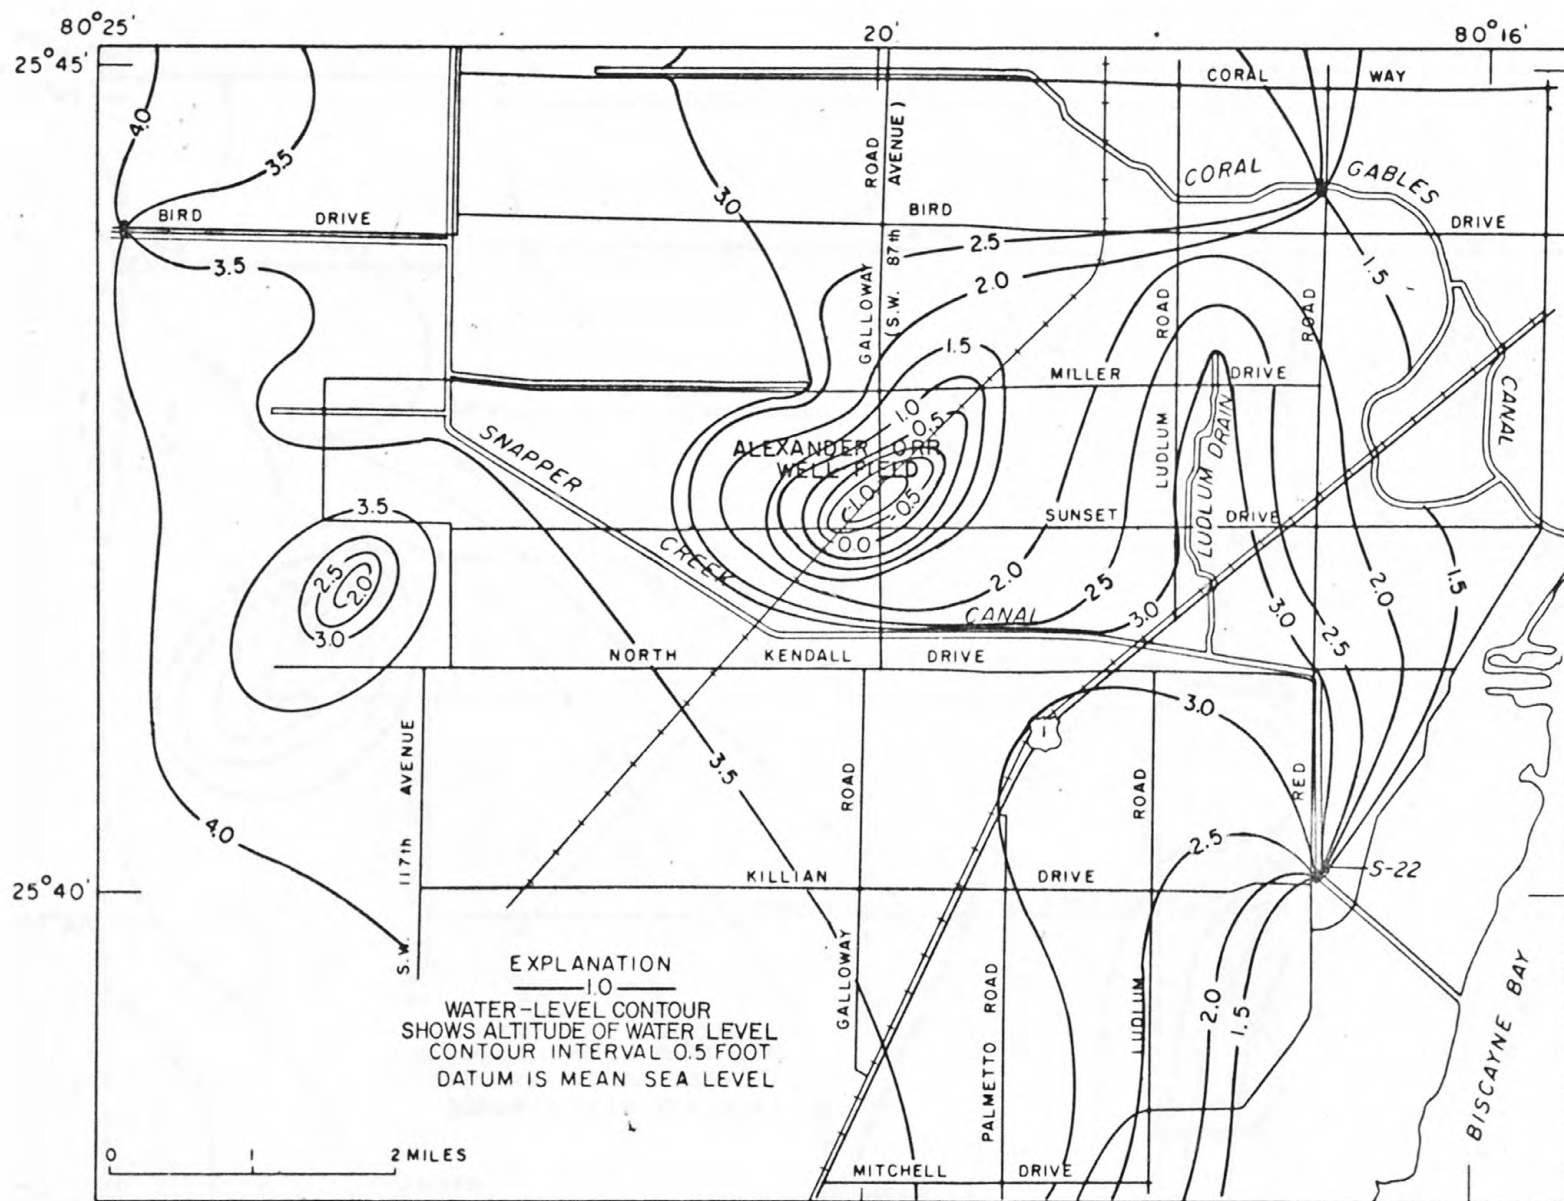 80°25'
20'
80°16'
25°45'
CORAL WAY
4.0
3.5
ROAD
AVENUE)
CORAL GABLES
3.0
BIRD DRIVE
BIRD
DRIVE
87th
2.5
3.5
GALLOWAY
(S.W.
2.0
1.5
ROAD
ROAD
1.5
MILLER DRIVE
CANAL
1.0
0.5
SNAPPER
ALEXANDER ORR
WELL FIELD
LUDLUM
LUDLUM DRAIN
-1.0
-0.5
3.5
SUNSET DRIVE
0.0
CREEK
2.5
2.0
2.0
2.5
2.0
1.5
3.0
CANAL
3.0
3.0
2.5
NORTH KENDALL DRIVE
3.0
1
3.5
AVENUE
ROAD
ROAD
RED
4.0
2.5
117th
25°40'
KILLIAN DRIVE
S-22
S.W.
EXPLANATION
1.0
WATER-LEVEL CONTOUR
SHOWS ALTITUDE OF WATER LEVEL
CONTOUR INTERVAL 0.5 FOOT
DATUM IS MEAN SEA LEVEL
GALLOWAY
PALMETTO ROAD
LUDLUM
2.0
1.5
BISCAYNE BAY
0 1 2 MILES
MITCHELL DRIVE